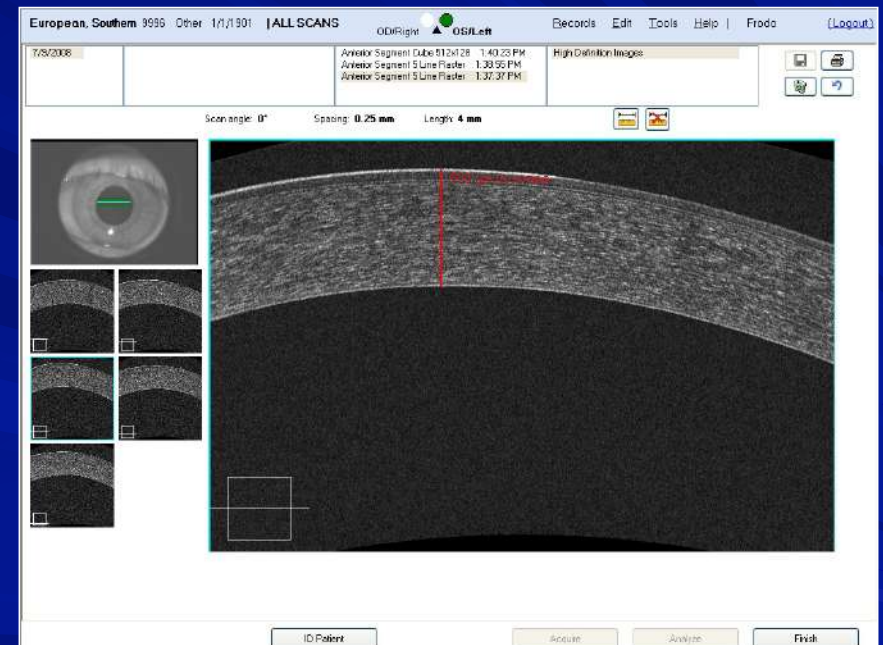 European, Southern 9996 Other 1/1/1901 | ALL SCANS OD/Right OS/Left Records Edit Tools Help | Frodo (Logout)
7/3/2008 Anterior Segment Cube 512x128 1:40:23 PM High Definition Images
Anterior Segment 5 Line Raster 1:38:55 PM
Anterior Segment 5 Line Raster 1:37:37 PM
Scan angle: 0° Spacing: 0.25 mm Length: 4 mm
ID Patient Acquire Analyze Finish